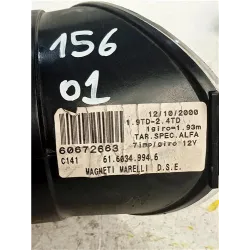 156
01
12/10/2000
1.9TD-2.4TD
1giro=1.93m
TAR.SPEC.ALFA
60672663
7imp/giro 12V
C141
61.6034.994.6
MAGNETI MARELLI D.S.E.